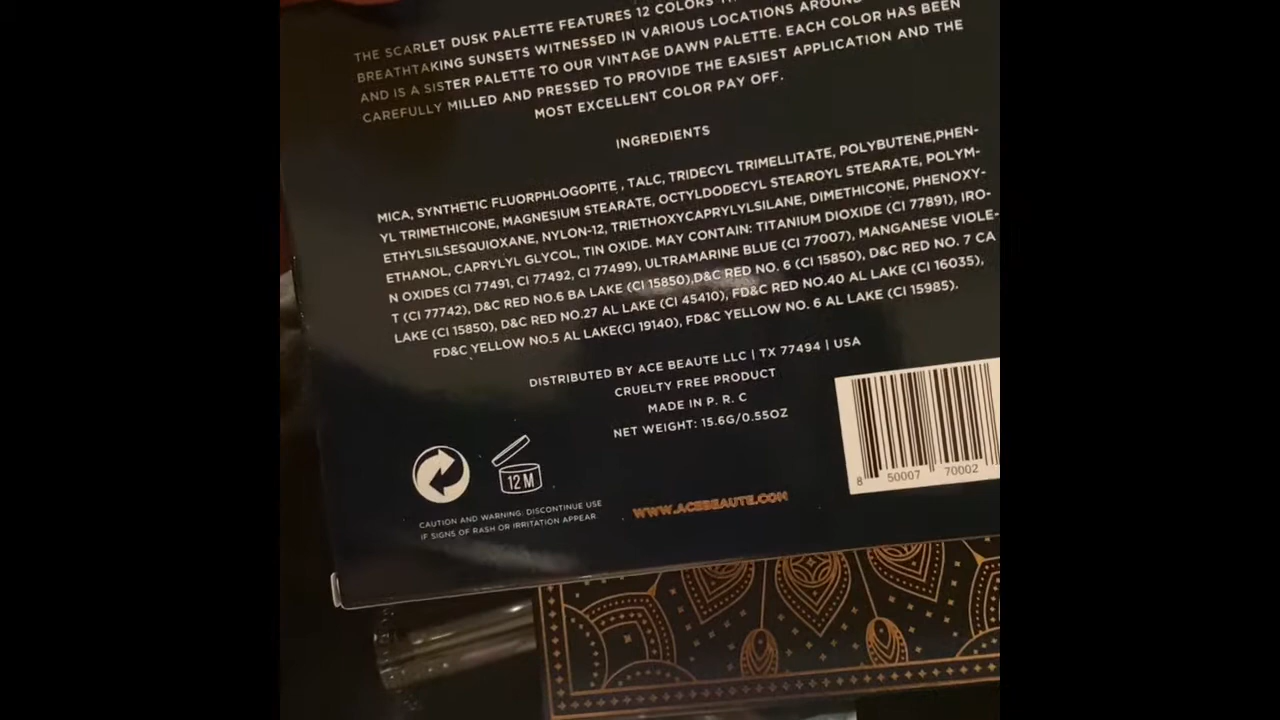 THE SCARLET DUSK PALETTE FEATURES 12 COLORS
BREATHTAKING SUNSETS WITNESSED IN VARIOUS LOCATIONS AROUND
AND IS A SISTER PALETTE TO OUR VINTAGE DAWN PALETTE. EACH COLOR HAS BEEN
CAREFULLY MILLED AND PRESSED TO PROVIDE THE EASIEST APPLICATION AND THE
MOST EXCELLENT COLOR PAY OFF.
INGREDIENTS
MICA, SYNTHETIC FLUORPHLOGOPITE , TALC, TRIDECYL TRIMELLITATE, POLYBUTENE,PHEN-
YL TRIMETHICONE, MAGNESIUM STEARATE, OCTYLDODECYL STEAROYL STEARATE, POLYM-
ETHYLSILSESQUIOXANE, NYLON-12, TRIETHOXYCAPRYLYLSILANE, DIMETHICONE, PHENOXY-
ETHANOL, CAPRYLYL GLYCOL, TIN OXIDE. MAY CONTAIN: TITANIUM DIOXIDE (CI 77891), IRO-
N OXIDES (CI 77491, CI 77492, CI 77499), ULTRAMARINE BLUE (CI 77007), MANGANESE VIOLE-
T (CI 77742), D&C RED NO.6 BA LAKE (CI 15850),D&C RED NO. 6 (CI 15850), D&C RED NO. 7 CA
LAKE (CI 15850), D&C RED NO.27 AL LAKE (CI 45410), FD&C RED NO.40 AL LAKE (CI 16035),
FD&C YELLOW NO.5 AL LAKE(CI 19140), FD&C YELLOW NO. 6 AL LAKE (CI 15985).
DISTRIBUTED BY ACE BEAUTE LLC | TX 77494 | USA
CRUELTY FREE PRODUCT
MADE IN P. R. C
NET WEIGHT: 15.6G/0.55OZ
8 50007 70002
12 M
CAUTION AND WARNING: DISCONTINUE USE
IF SIGNS OF RASH OR IRRITATION APPEAR.
WWW.ACEBEAUTE.COM